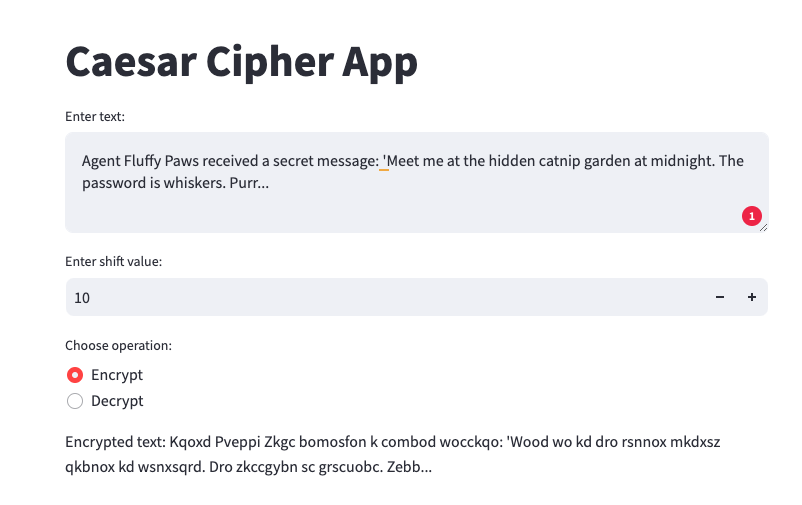 Caesar Cipher App
Enter text:
Agent Fluffy Paws received a secret message: 'Meet me at the hidden catnip garden at midnight. The
password is whiskers. Purr...
1
Enter shift value:
10
Choose operation:
Encrypt
Decrypt
Encrypted text: Kqoxd Pveppi Zkgc bomosfon k combod wocckqo: 'Wood wo kd dro rsnnox mkdxsz
qkbnox kd wsnxsqrd. Dro zkccgybn sc grscuobc. Zebb...